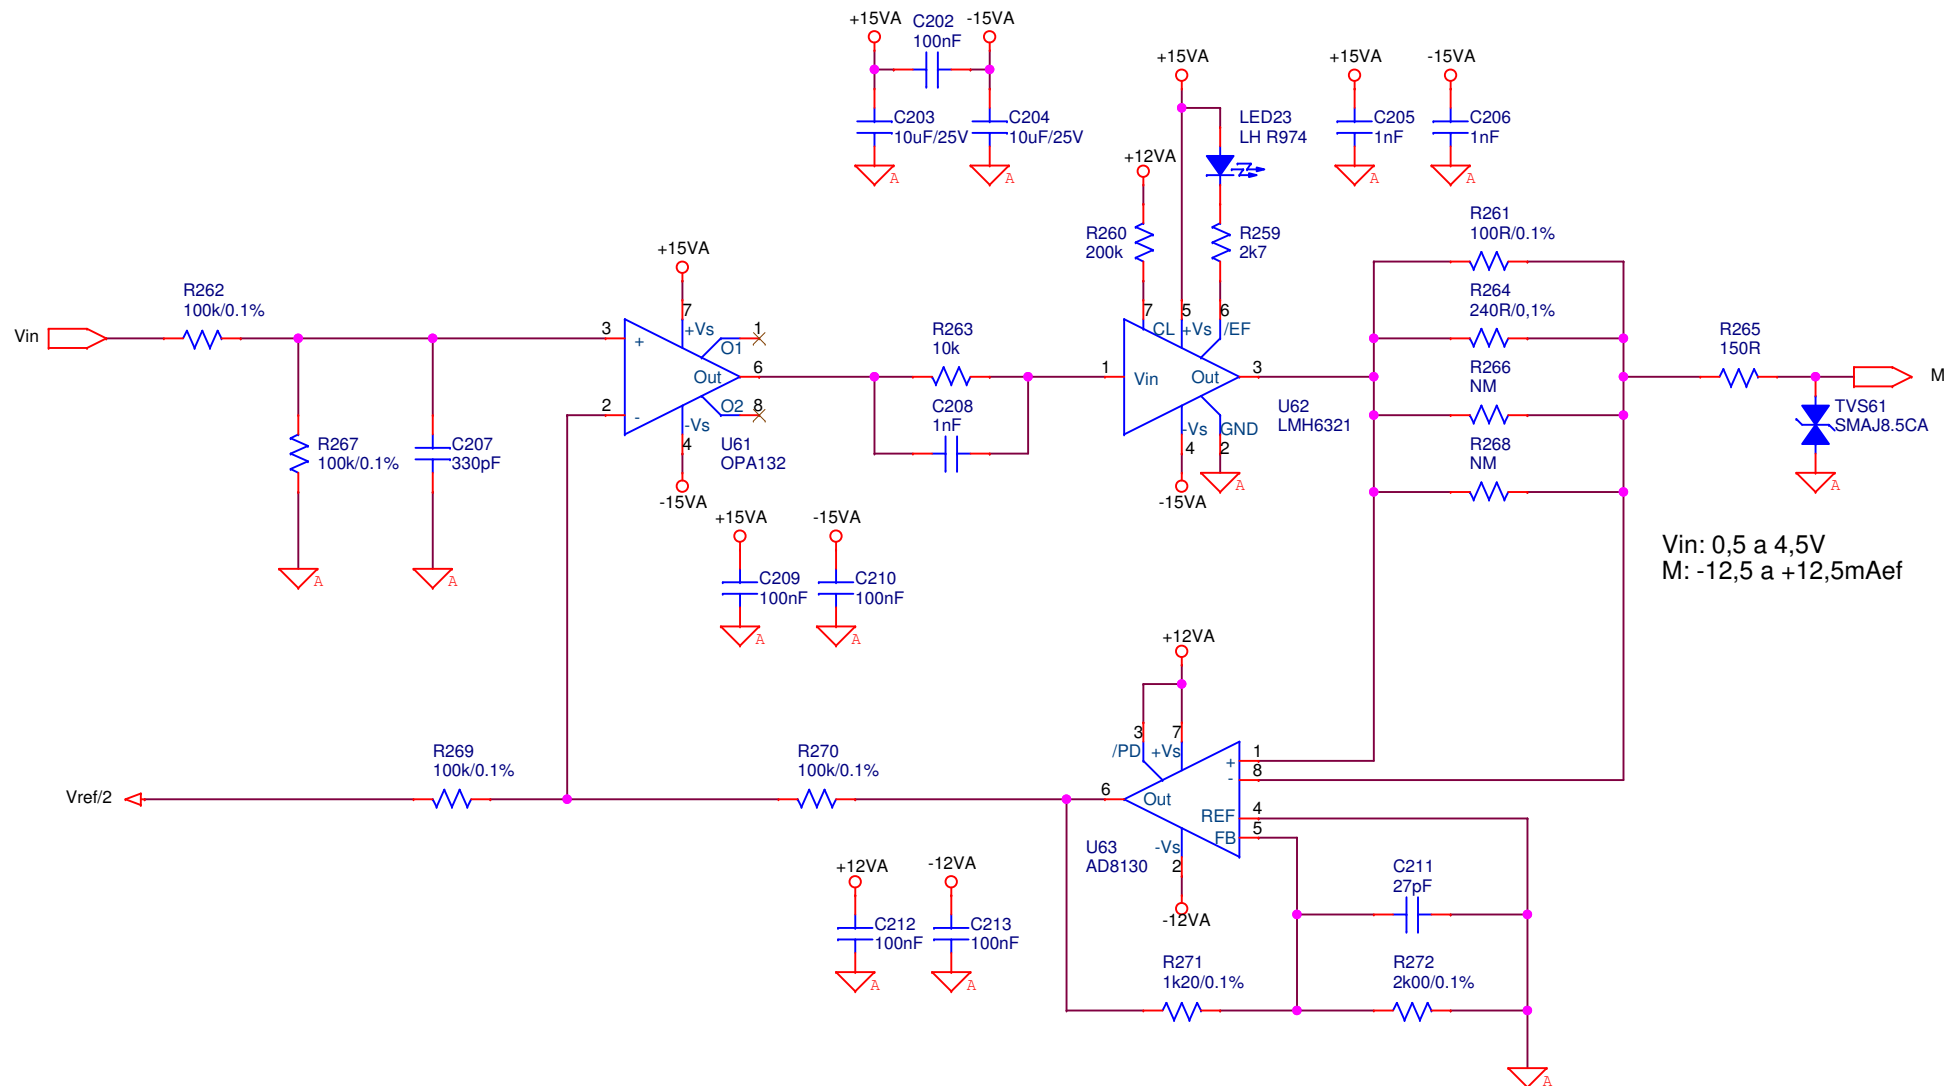 +15VA
C202
100nF
-15VA
C203
10uF/25V
A
C204
10uF/25V
A
+15VA
LED23
LH R974
+12VA
R260
200k
R259
2k7
+15VA
C205
1nF
A
-15VA
C206
1nF
A
R261
100R/0.1%
R264
240R/0,1%
R266
NM
R268
NM
R265
150R
M
TVS61
SMAJ8.5CA
A
Vin
R262
100k/0.1%
R267
100k/0.1%
A
C207
330pF
A
+15VA
7
+Vs
1
O1
3
+
Out
6
2
-
O2
8
-Vs
4
U61
OPA132
-15VA
R263
10k
C208
1nF
7
5
6
CL
+Vs
/EF
1
Vin
Out
3
-Vs
GND
4
2
U62
LMH6321
-15VA
A
+15VA
C209
100nF
A
-15VA
C210
100nF
A
Vin: 0,5 a 4,5V
M: -12,5 a +12,5mAef
Vref/2
R269
100k/0.1%
R270
100k/0.1%
+12VA
3
7
/PD
+Vs
1
+
8
-
6
Out
REF
4
FB
5
-Vs
2
U63
AD8130
-12VA
+12VA
C212
100nF
A
-12VA
C213
100nF
A
C211
27pF
R271
1k20/0.1%
R272
2k00/0.1%
A